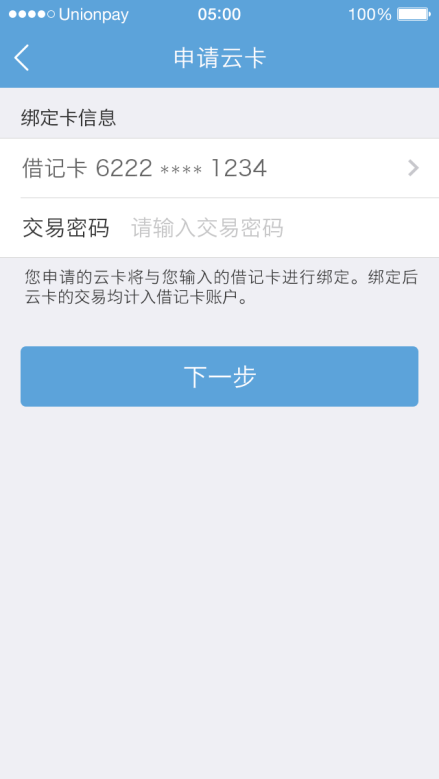 Unionpay 05:00 100%
申请云卡
绑定卡信息
借记卡 6222 **** 1234
交易密码 请输入交易密码
您申请的云卡将与您输入的借记卡进行绑定。绑定后
云卡的交易均计入借记卡账户。
下一步